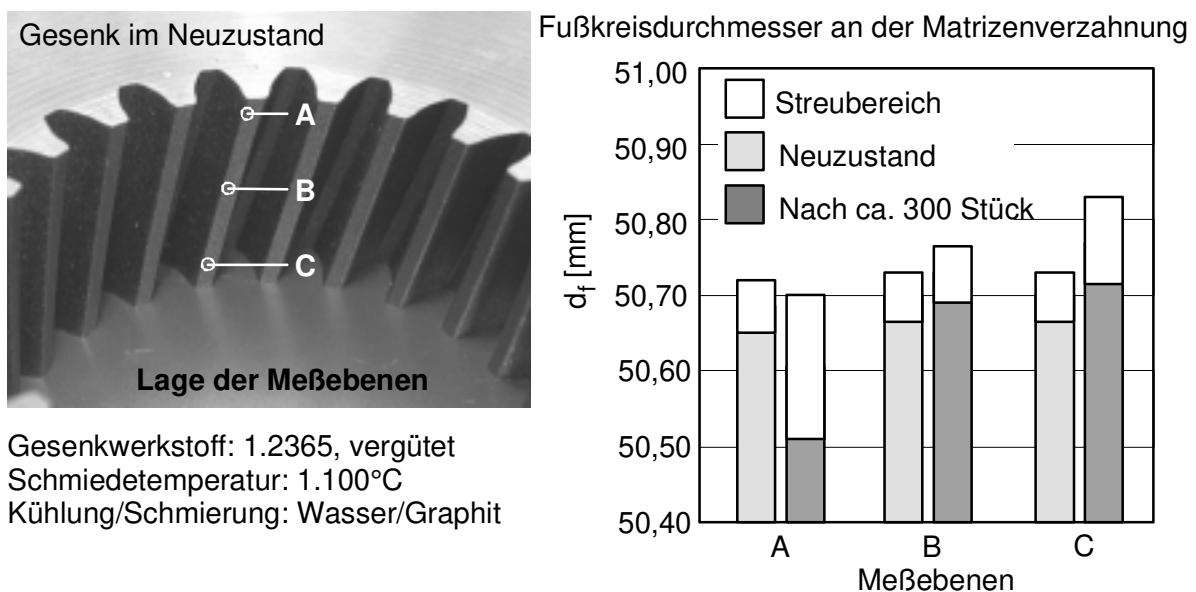 Gesenk im Neuzustand
A
B
C
Lage der Meßebenen
Gesenkwerkstoff: 1.2365, vergütet
Schmiedetemperatur: 1.100°C
Kühlung/Schmierung: Wasser/Graphit
Fußkreisdurchmesser an der Matrizenverzahnung
51,00
50,90
50,80
50,70
50,60
50,50
50,40
df [mm]
Streubereich
Neuzustand
Nach ca. 300 Stück
A B C
Meßebenen